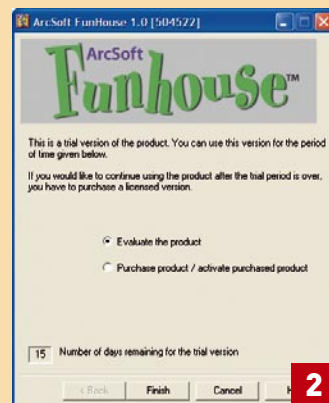 ArcSoft FunHouse 1.0 [504522]
ArcSoft
Funhouse™
This is a trial version of the product. You can use this version for the period
of time given below.
If you would like to continue using the product after the trial period is over,
you have to purchase a licensed version.
Evaluate the product
Purchase product / activate purchased product
15 Number of days remaining for the trial version
< Back Finish Cancel
2